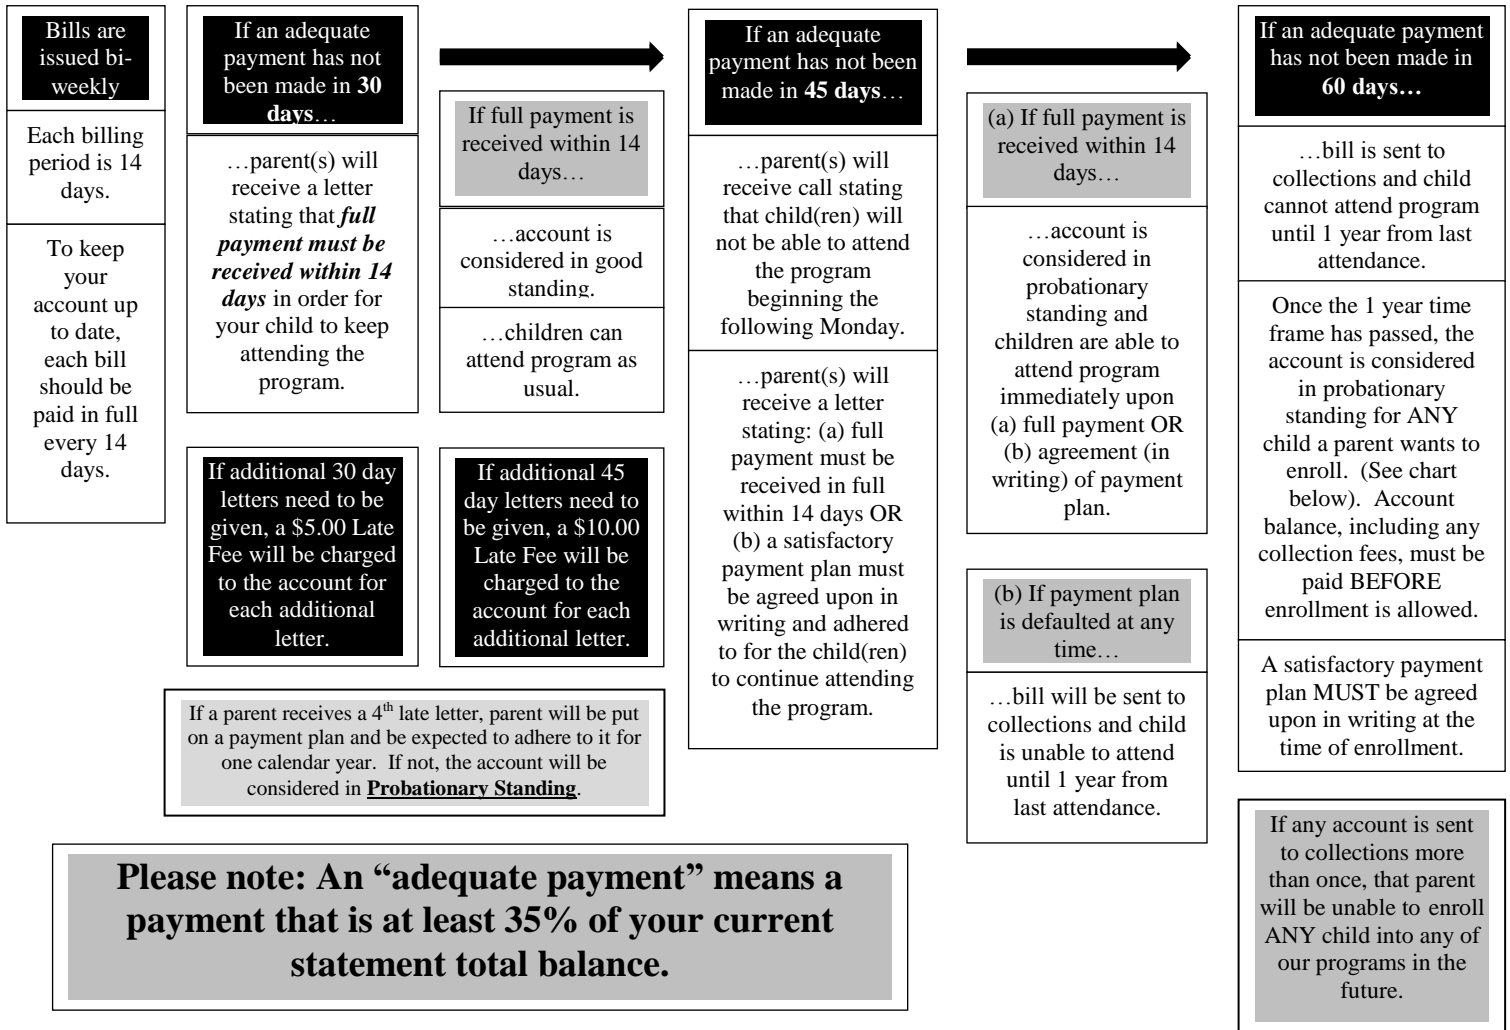 Bills are
issued bi-
weekly
Each billing
period is 14
days.
To keep
your
account up
to date,
each bill
should be
paid in full
every 14
days.
If an adequate
payment has not
been made in 30
days…
…parent(s) will
receive a letter
stating that full
payment must be
received within 14
days in order for
your child to keep
attending the
program.
If additional 30 day
letters need to be
given, a $5.00 Late
Fee will be charged
to the account for
each additional
letter.
If full payment is
received within 14
days…
…account is
considered in good
standing.
…children can
attend program as
usual.
If additional 45
day letters need to
be given, a $10.00
Late Fee will be
charged to the
account for each
additional letter.
If a parent receives a 4th late letter, parent will be put
on a payment plan and be expected to adhere to it for
one calendar year.  If not, the account will be
considered in Probationary Standing.
If an adequate
payment has not been
made in 45 days…
…parent(s) will
receive call stating
that child(ren) will
not be able to attend
the program
beginning the
following Monday.
…parent(s) will
receive a letter
stating: (a) full
payment must be
received in full
within 14 days OR
(b) a satisfactory
payment plan must
be agreed upon in
writing and adhered
to for the child(ren)
to continue attending
the program.
(a) If full payment is
received within 14
days…
…account is
considered in
probationary
standing and
children are able to
attend program
immediately upon
(a) full payment OR
(b) agreement (in
writing) of payment
plan.
(b) If payment plan
is defaulted at any
time…
…bill will be sent to
collections and child
is unable to attend
until 1 year from
last attendance.
If an adequate payment
has not been made in
60 days…
…bill is sent to
collections and child
cannot attend program
until 1 year from last
attendance.
Once the 1 year time
frame has passed, the
account is considered
in probationary
standing for ANY
child a parent wants to
enroll.  (See chart
below).  Account
balance, including any
collection fees, must be
paid BEFORE
enrollment is allowed.
A satisfactory payment
plan MUST be agreed
upon in writing at the
time of enrollment.
If any account is sent
to collections more
than once, that parent
will be unable to enroll
ANY child into any of
our programs in the
future.
Please note: An “adequate payment” means a
payment that is at least 35% of your current
statement total balance.